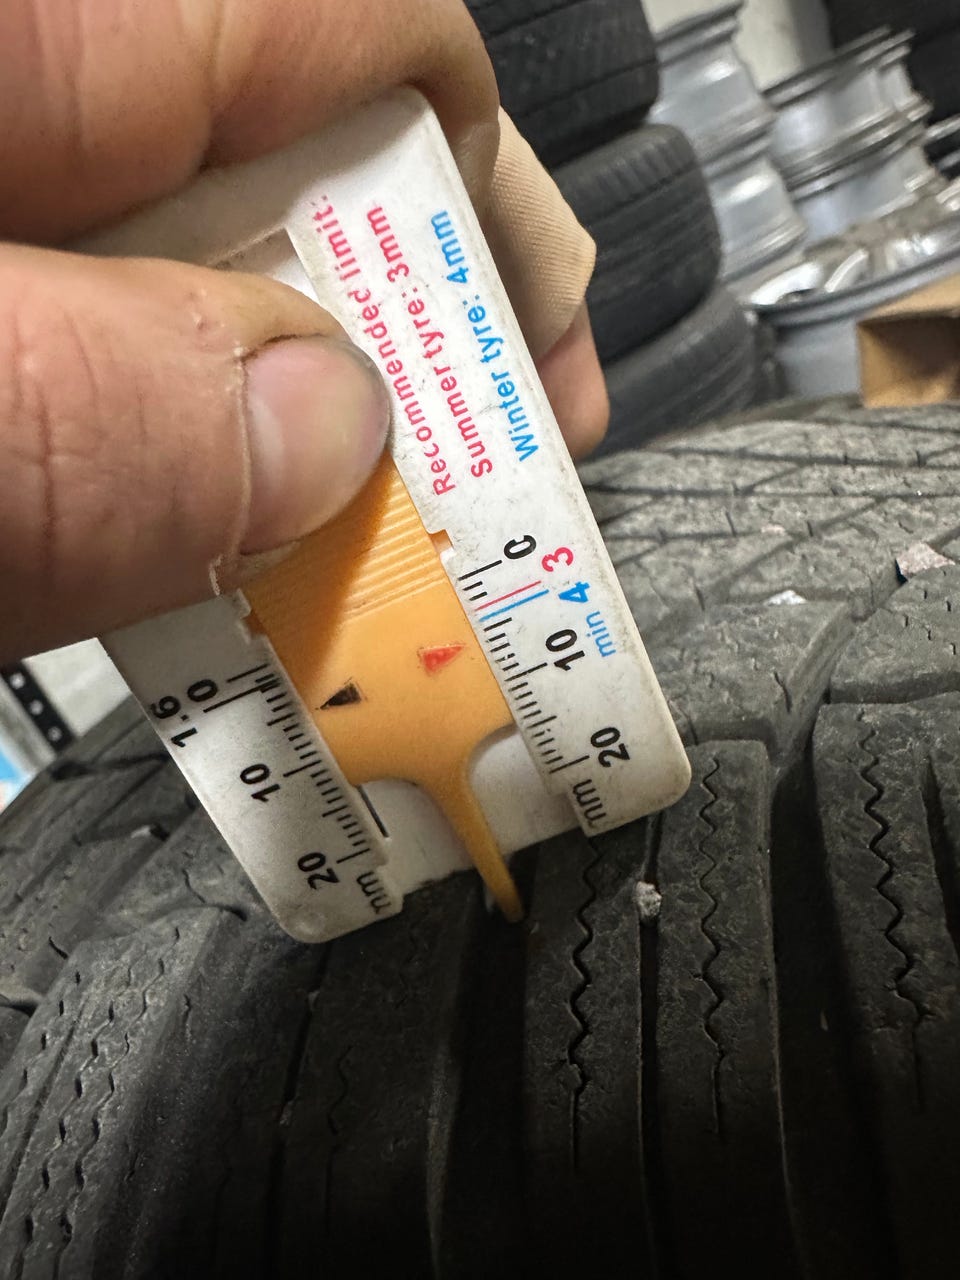 Recommended limit:
Summer tyre: 3mm
Winter tyre: 4mm
0
3
4
min
10
20
mm
1.6
0
10
20
mm